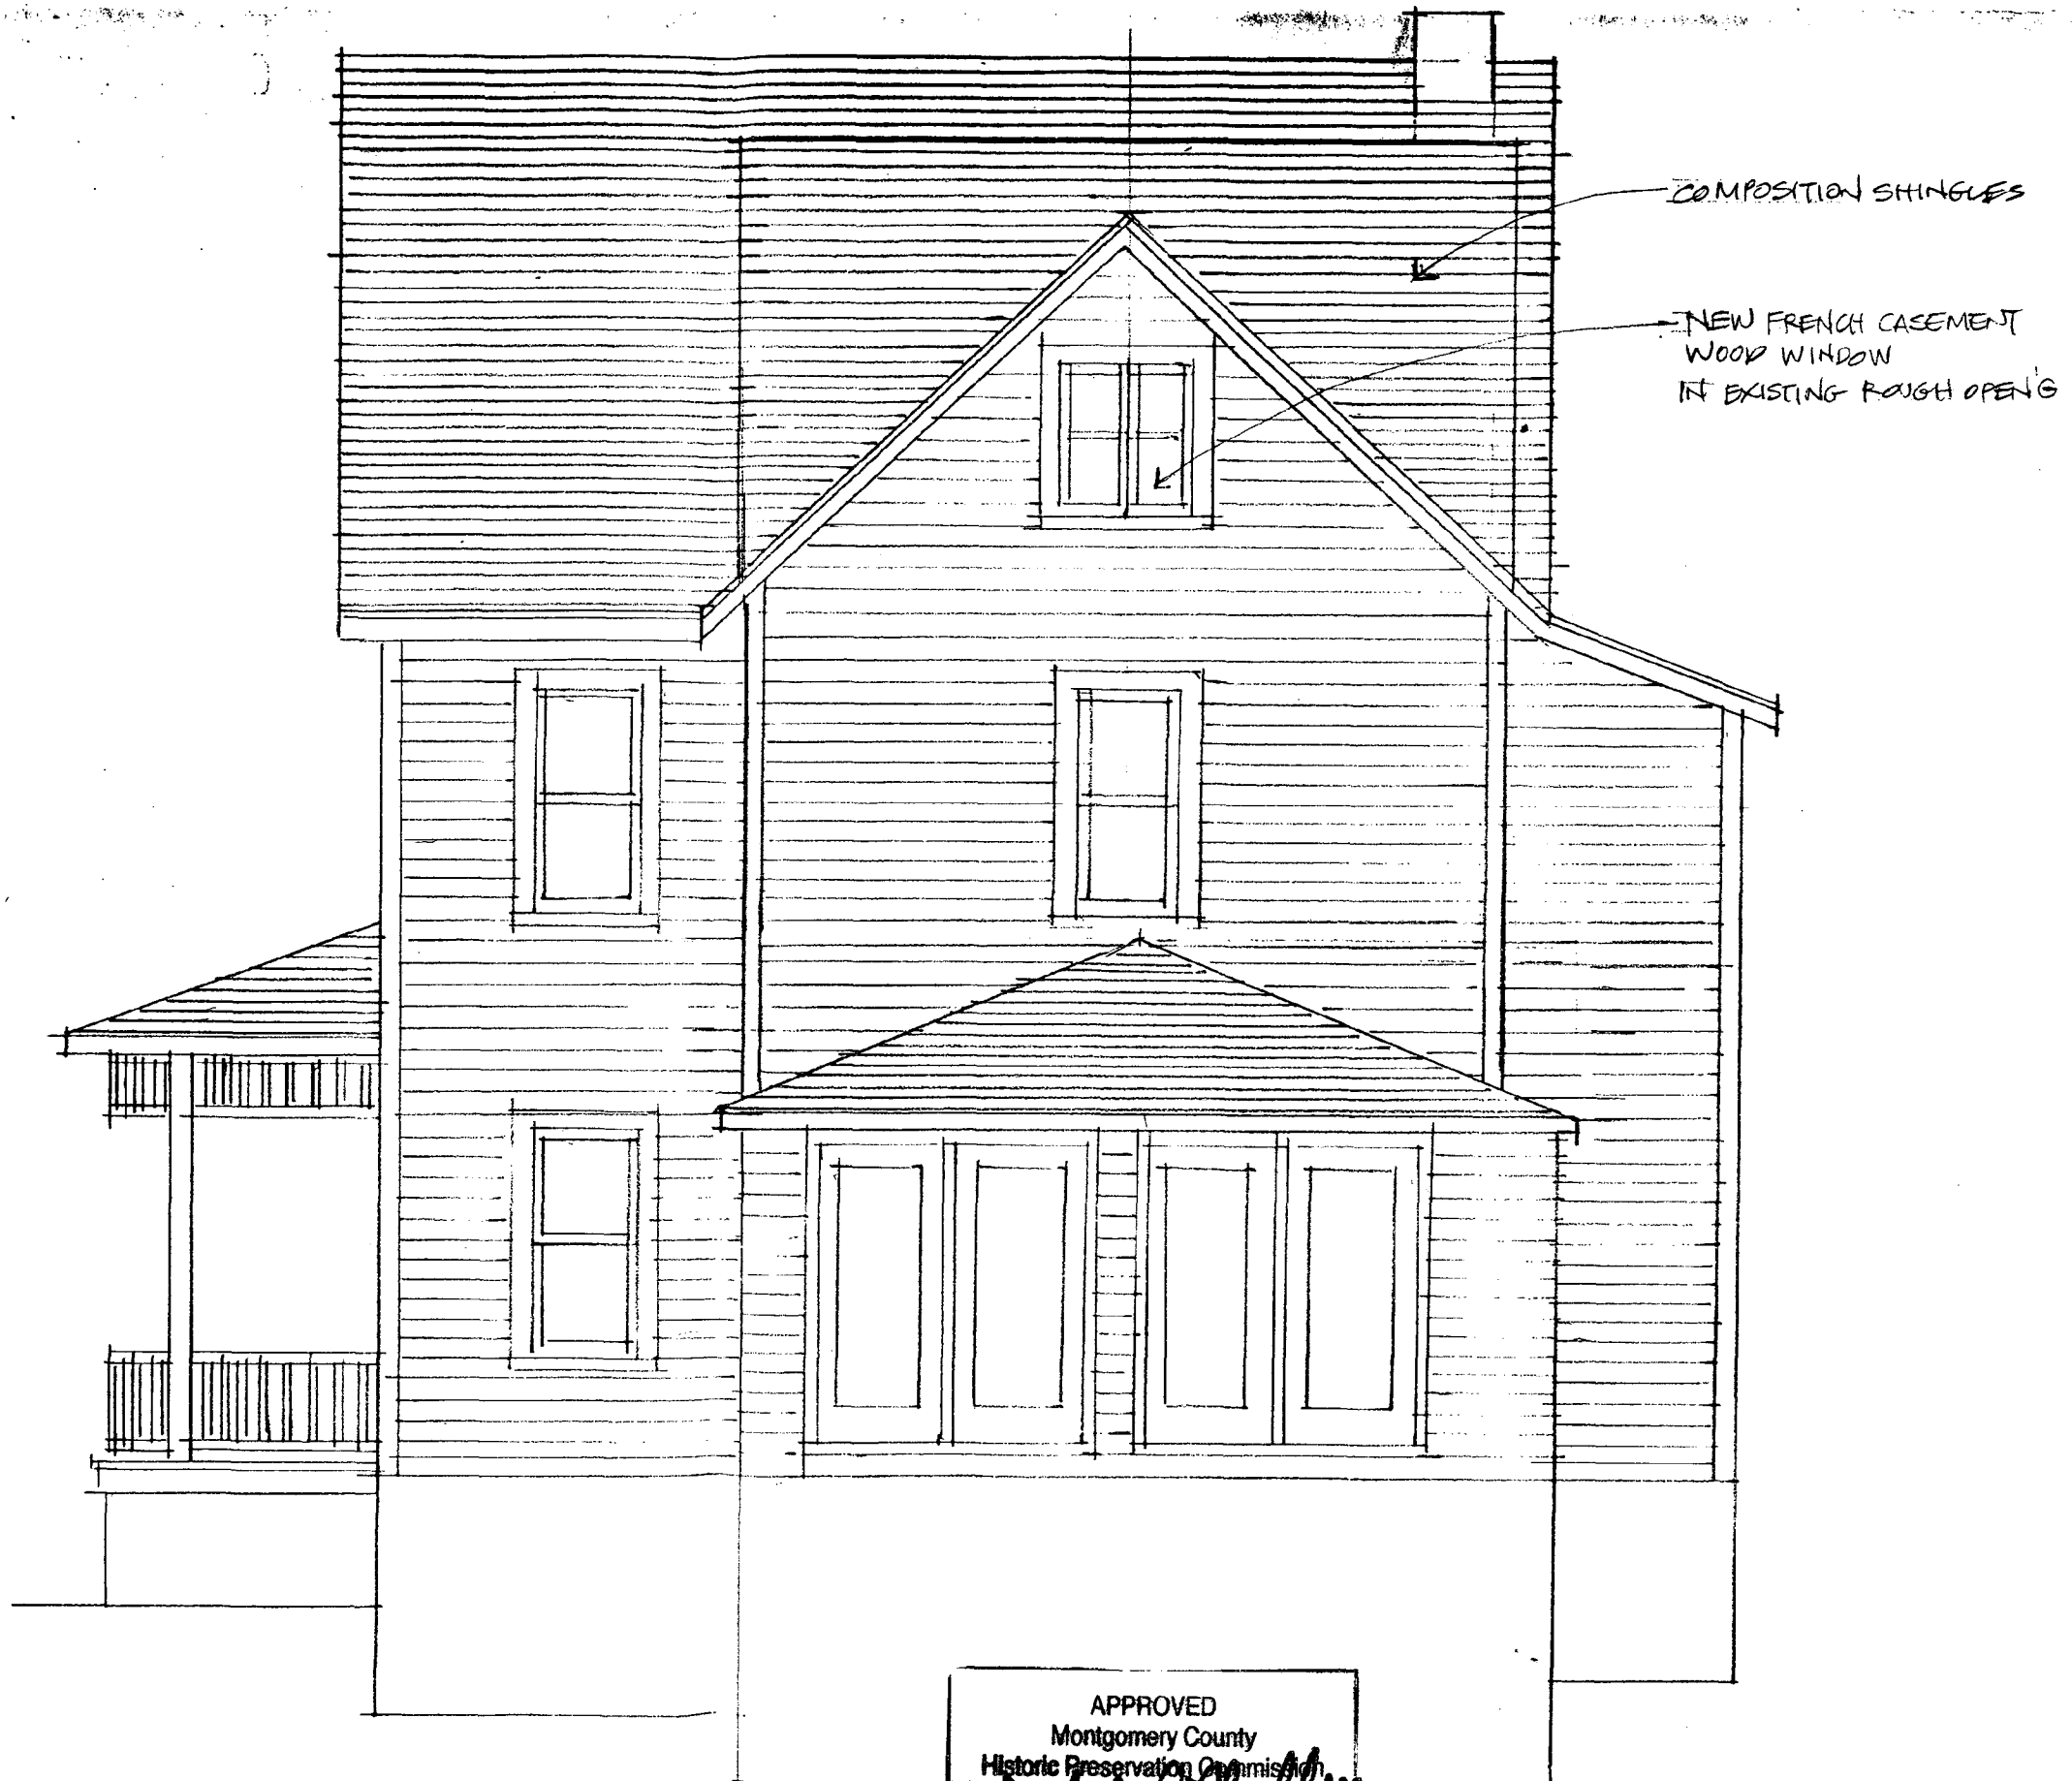 COMPOSITION SHINGLES
NEW FRENCH CASEMENT
WOOD WINDOW
IN EXISTING ROUGH OPEN'G
APPROVED
Montgomery County
Historic Preservation Commission